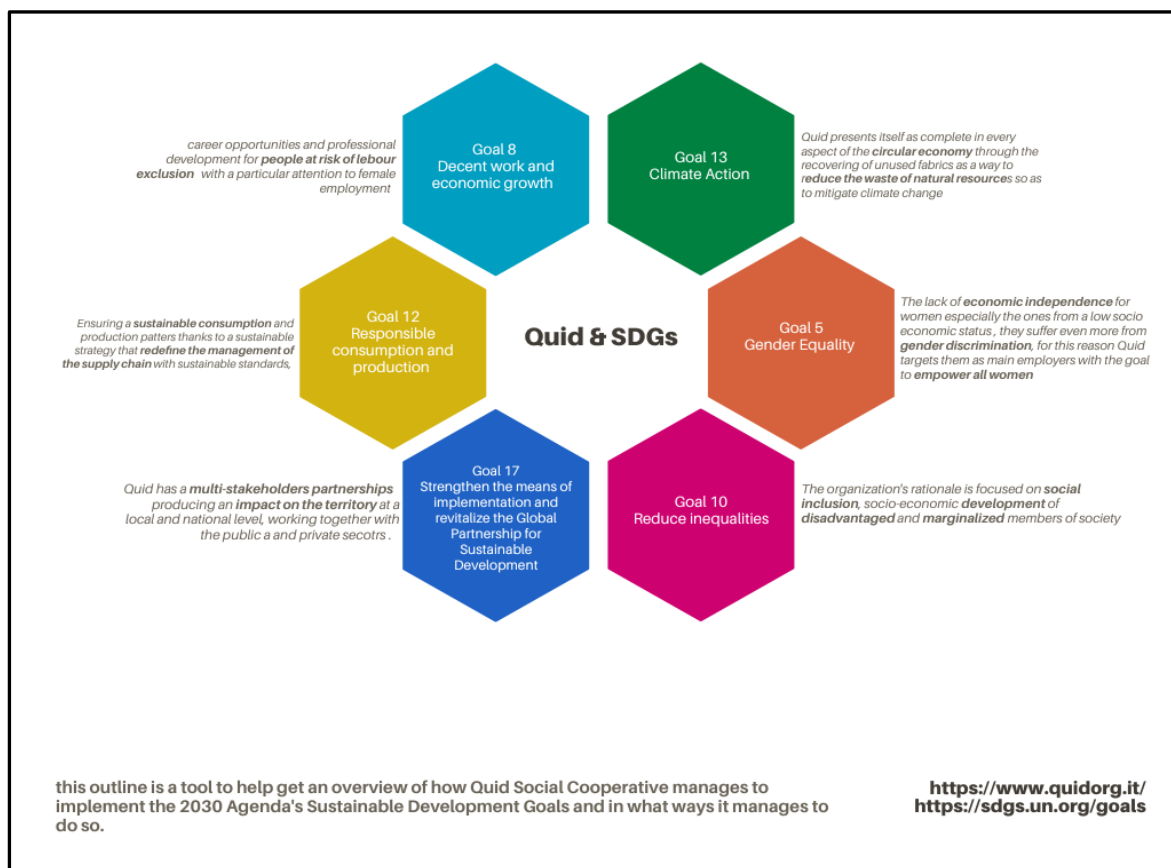 career opportunities and professional
development for people at risk of labour
exclusion with a particular attention to female
employment
Goal 8
Decent work and
economic growth
Goal 13
Climate Action
Quid presents itself as complete in every
aspect of the circular economy through the
recovering of unused fabrics as a way to
reduce the waste of natural resources so as
to mitigate climate change
Ensuring a sustainable consumption and
production patters thanks to a sustainable
strategy that redefine the management of
the supply chain with sustainable standards,
Goal 12
Responsible
consumption and
production
Quid & SDGs
Goal 5
Gender Equality
The lack of economic independence for
women especially the ones from a low socio
economic status , they suffer even more from
gender discrimination, for this reason Quid
targets them as main employers with the goal
to empower all women
Quid has a multi-stakeholders partnerships
producing an impact on the territory at a
local and national level, working together with
the public a and private secotrs .
Goal 17
Strengthen the means of
implementation and
revitalize the Global
Partnership for
Sustainable
Development
Goal 10
Reduce inequalities
The organization's rationale is focused on social
inclusion, socio-economic development of
disadvantaged and marginalized members of society
this outline is a tool to help get an overview of how Quid Social Cooperative manages to
implement the 2030 Agenda's Sustainable Development Goals and in what ways it manages to
do so.
https://www.quidorg.it/
https://sdgs.un.org/goals